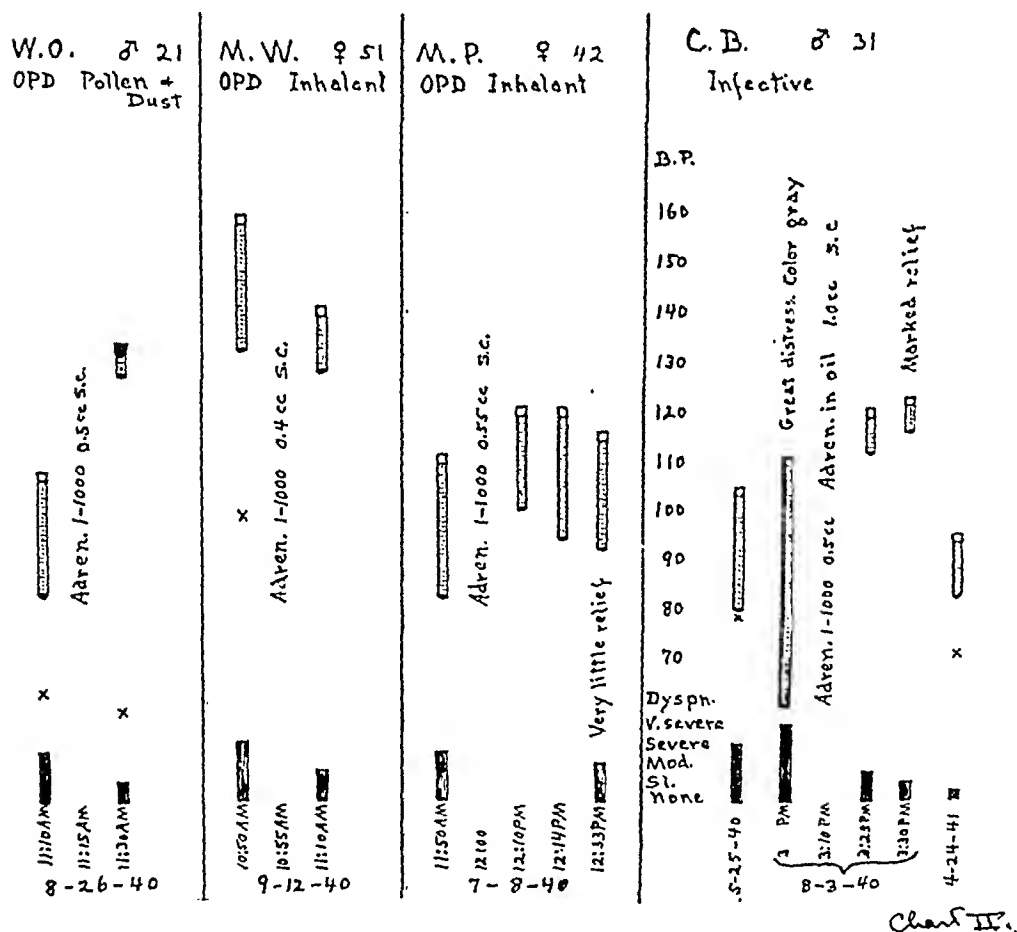 W.O. ♂ 21
OPD Pollen +
Dust
Adren. 1-1000 0.5cc s.c.
11:10AM
11:15AM
11:30AM
8-26-40
M.W. ♀ 51
OPD Inhalant
Adren. 1-1000 0.4cc s.c.
10:50AM
10:55AM
11:10AM
9-12-40
M.P. ♀ 42
OPD Inhalant
Adren. 1-1000 0.55cc s.c.
Very little relief
11:50AM
12:00
12:10PM
12:14PM
12:33PM
7-8-40
C.B. ♂ 31
Infective
B.P.
160
150
140
130
120
110
100
90
80
70
Dyspn.
V. severe
Severe
Mod.
Sl.
none
Great distress. Color gray
Adren. 1-1000 0.5cc Adren. in oil 1.0cc s.c
Marked relief
5-25-40
3 PM
3:10PM
3:30PM
8-3-40
4-24-41
Chart II.